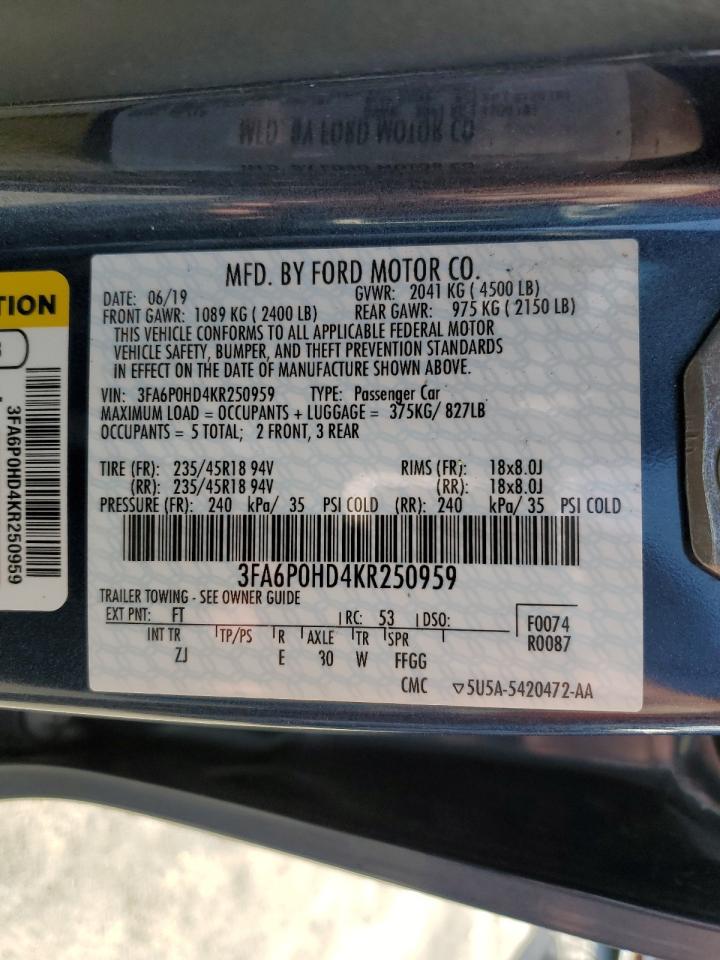 MFD. BY FORD MOTOR CO
MFD. BY FORD MOTOR CO.
DATE: 06/19 GVWR: 2041 KG ( 4500 LB)
FRONT GAWR: 1089 KG ( 2400 LB) REAR GAWR: 975 KG ( 2150 LB)
THIS VEHICLE CONFORMS TO ALL APPLICABLE FEDERAL MOTOR
VEHICLE SAFETY, BUMPER, AND THEFT PREVENTION STANDARDS
IN EFFECT ON THE DATE OF MANUFACTURE SHOWN ABOVE.
VIN: 3FA6P0HD4KR250959 TYPE: Passenger Car
MAXIMUM LOAD = OCCUPANTS + LUGGAGE = 375KG/ 827LB
OCCUPANTS = 5 TOTAL; 2 FRONT, 3 REAR
TIRE (FR): 235/45R18 94V RIMS (FR): 18x8.0J
(RR): 235/45R18 94V (RR): 18x8.0J
PRESSURE (FR): 240 kPa/ 35 PSI COLD (RR): 240 kPa/ 35 PSI COLD
3FA6P0HD4KR250959
TRAILER TOWING - SEE OWNER GUIDE
EXT PNT: FT RC: 53 DSO: F0074
R0087
INT TR TP/PS R AXLE TR SPR
ZJ E 30 W FFGG
CMC ▽5U5A-5420472-AA
TION
3FA6P0HD4KR250959